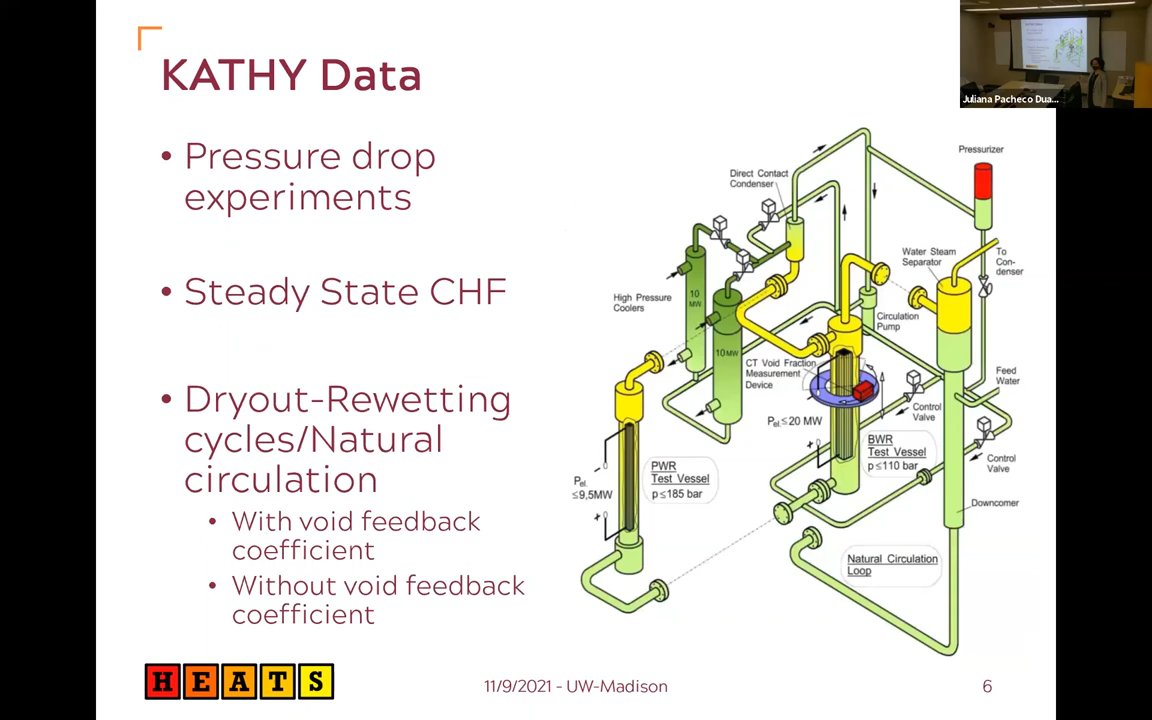 KATHY Data
• Pressure drop
experiments
• Steady State CHF
• Dryout-Rewetting
cycles/Natural
circulation
• With void feedback
coefficient
• Without void feedback
coefficient
Juliana Pacheco Dua...
Pressurizer
Direct Contact
Condenser
Water Steam
Separator
To
Con-
denser
High Pressure
Coolers
10
MW
10MW
Circulation
Pump
CT Void Fraction
Measurement
Device
Feed
Water
Control
Valve
Pel.≤20 MW
+
BWR
Test Vessel
p≤110 bar
Control
Valve
PWR
Test Vessel
p≤185 bar
Pel.
≤9,5MW
-
+
Downcomer
Natural Circulation
Loop
HEATS
11/9/2021 - UW-Madison
6